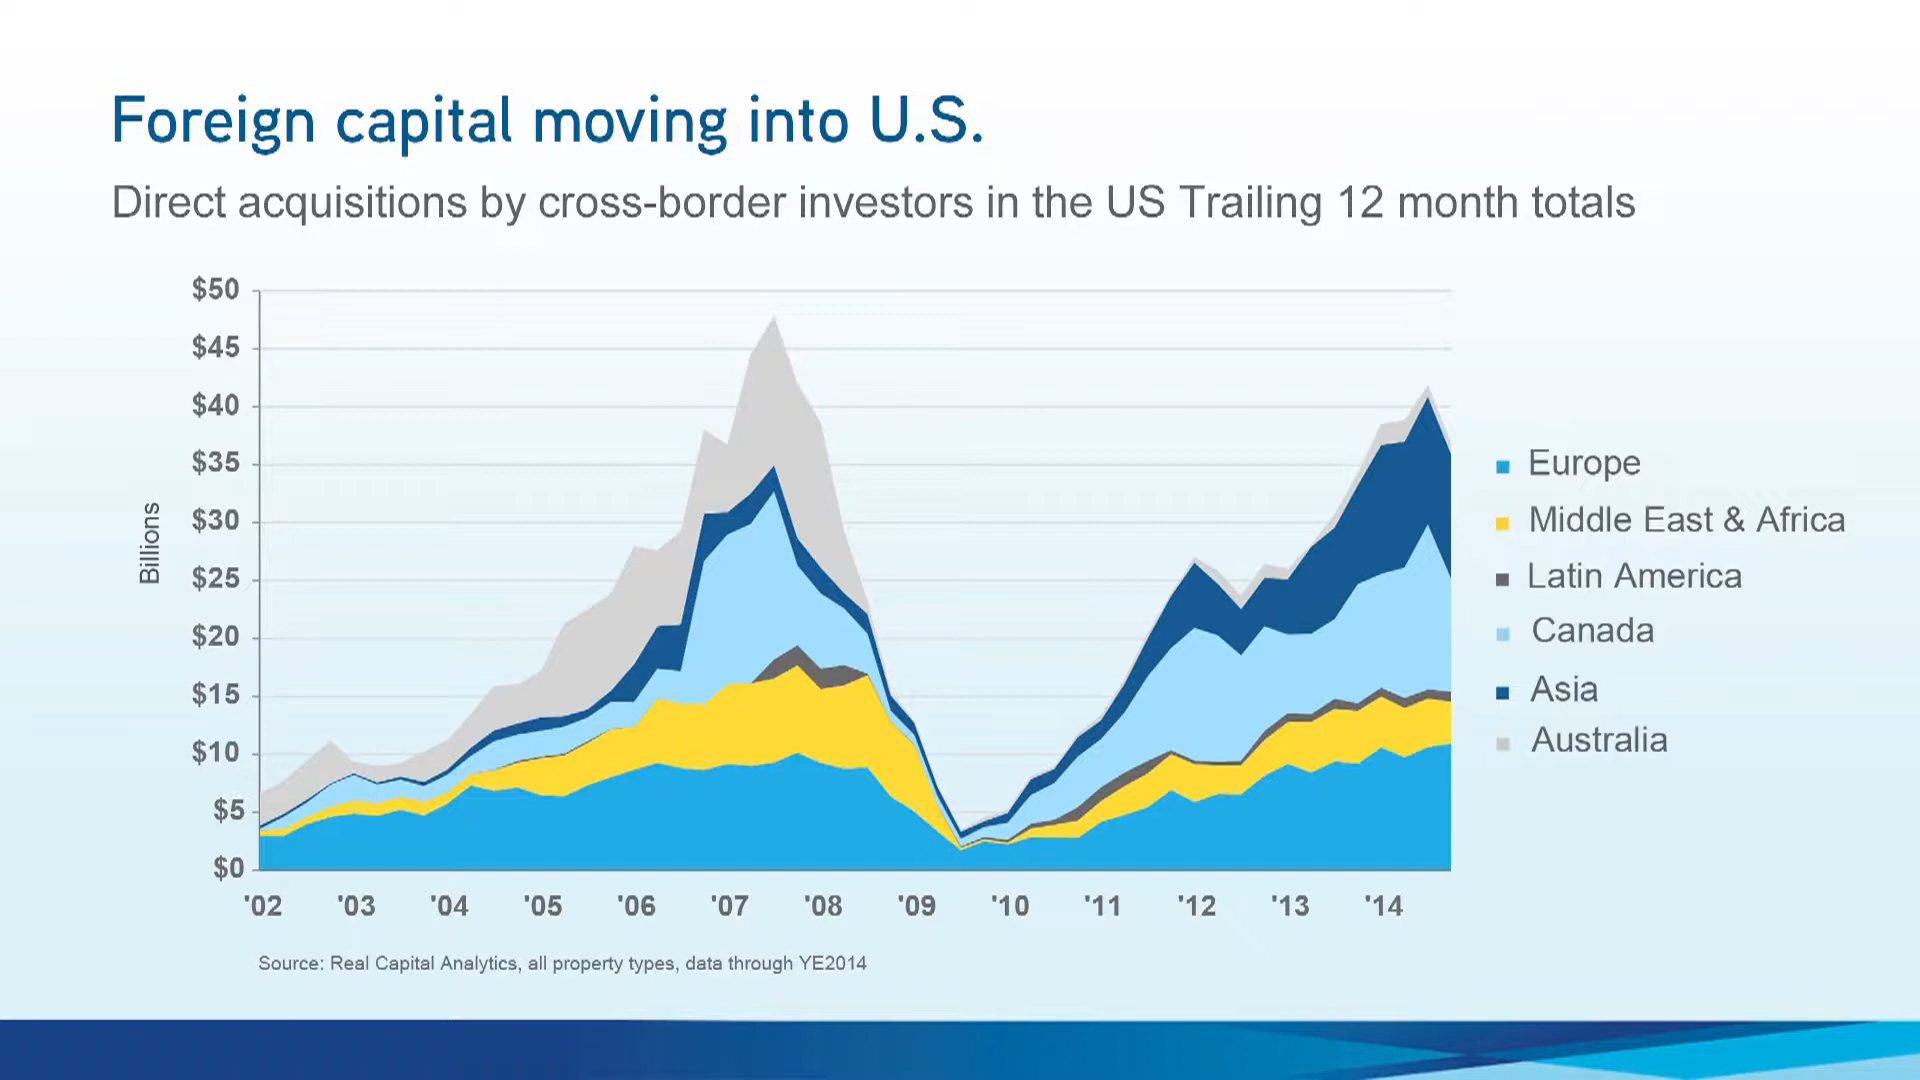 Foreign capital moving into U.S.
Direct acquisitions by cross-border investors in the US Trailing 12 month totals
Billions
$50
$45
$40
$35
$30
$25
$20
$15
$10
$5
$0
'02 '03 '04 '05 '06 '07 '08 '09 '10 '11 '12 '13 '14
Europe
Middle East & Africa
Latin America
Canada
Asia
Australia
Source: Real Capital Analytics, all property types, data through YE2014